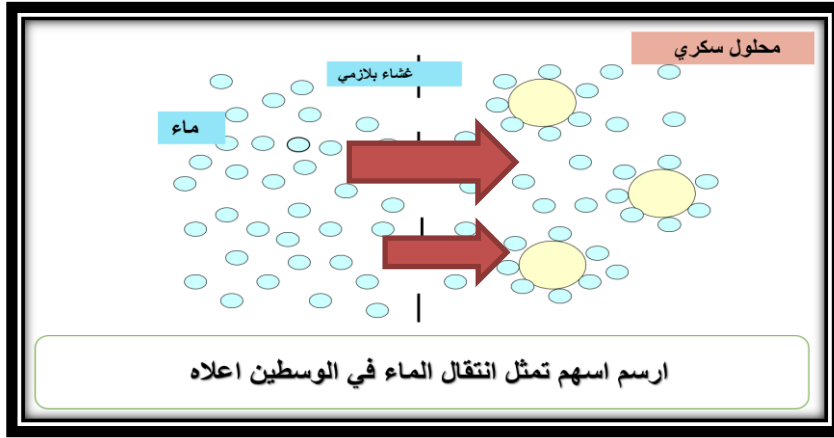 محلول سكري
غشاء بلازمي
ماء
ارسم اسهم تمثل انتقال الماء في الوسطين اعلاه